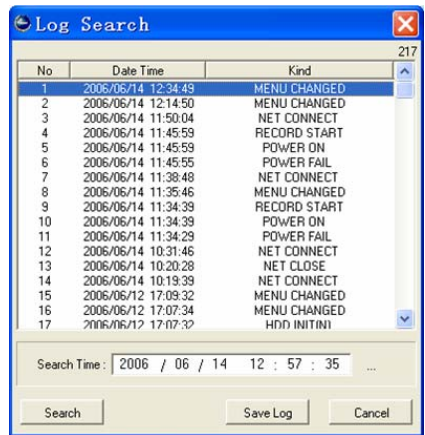 Log Search
217
No Date Time Kind
1 2006/06/14 12:34:49 MENU CHANGED
2 2006/06/14 12:14:50 MENU CHANGED
3 2006/06/14 11:50:04 NET CONNECT
4 2006/06/14 11:45:59 RECORD START
5 2006/06/14 11:45:59 POWER ON
6 2006/06/14 11:45:55 POWER FAIL
7 2006/06/14 11:38:48 NET CONNECT
8 2006/06/14 11:35:46 MENU CHANGED
9 2006/06/14 11:34:39 RECORD START
10 2006/06/14 11:34:39 POWER ON
11 2006/06/14 11:34:29 POWER FAIL
12 2006/06/14 10:31:46 NET CONNECT
13 2006/06/14 10:20:28 NET CLOSE
14 2006/06/14 10:19:39 NET CONNECT
15 2006/06/12 17:09:32 MENU CHANGED
16 2006/06/12 17:07:34 MENU CHANGED
17 2006/06/12 17:07:32 HDD INIT(N)
Search Time : 2006 / 06 / 14 12 : 57 : 35 ...
Search Save Log Cancel